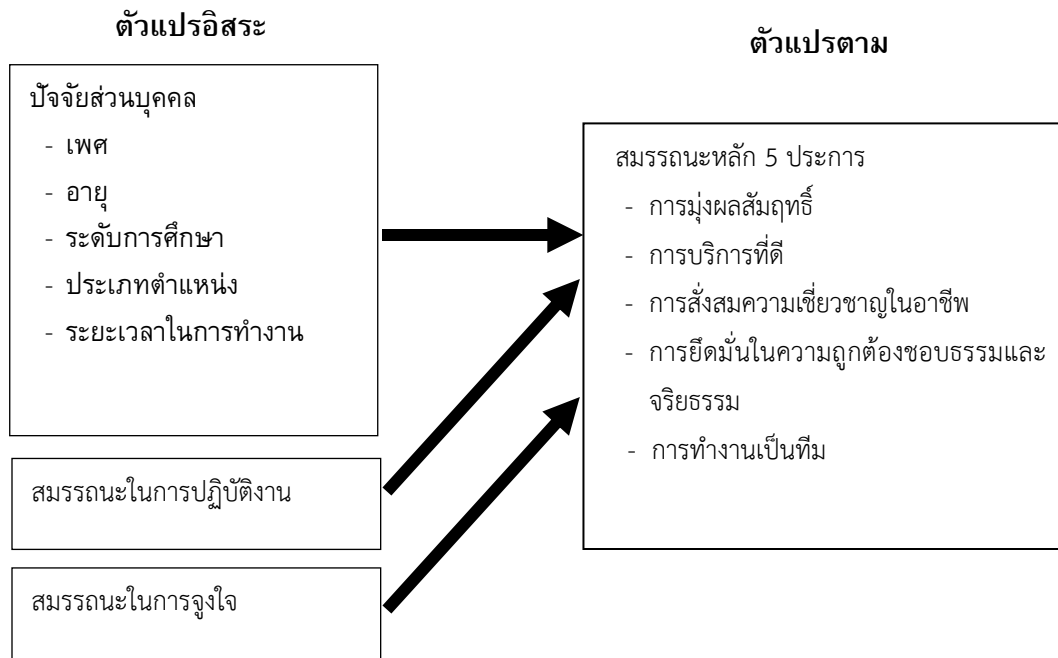 ตัวแปรอิสระ
ปัจจัยส่วนบุคคล
- เพศ
- อายุ
- ระดับการศึกษา
- ประเภทตำแหน่ง
- ระยะเวลาในการทำงาน
สมรรถนะในการปฏิบัติงาน
สมรรถนะในการจูงใจ
ตัวแปรตาม
สมรรถนะหลัก 5 ประการ
- การมุ่งผลสัมฤทธิ์
- การบริการที่ดี
- การสั่งสมความเชี่ยวชาญในอาชีพ
- การยึดมั่นในความถูกต้องชอบธรรมและ
จริยธรรม
- การทำงานเป็นทีม